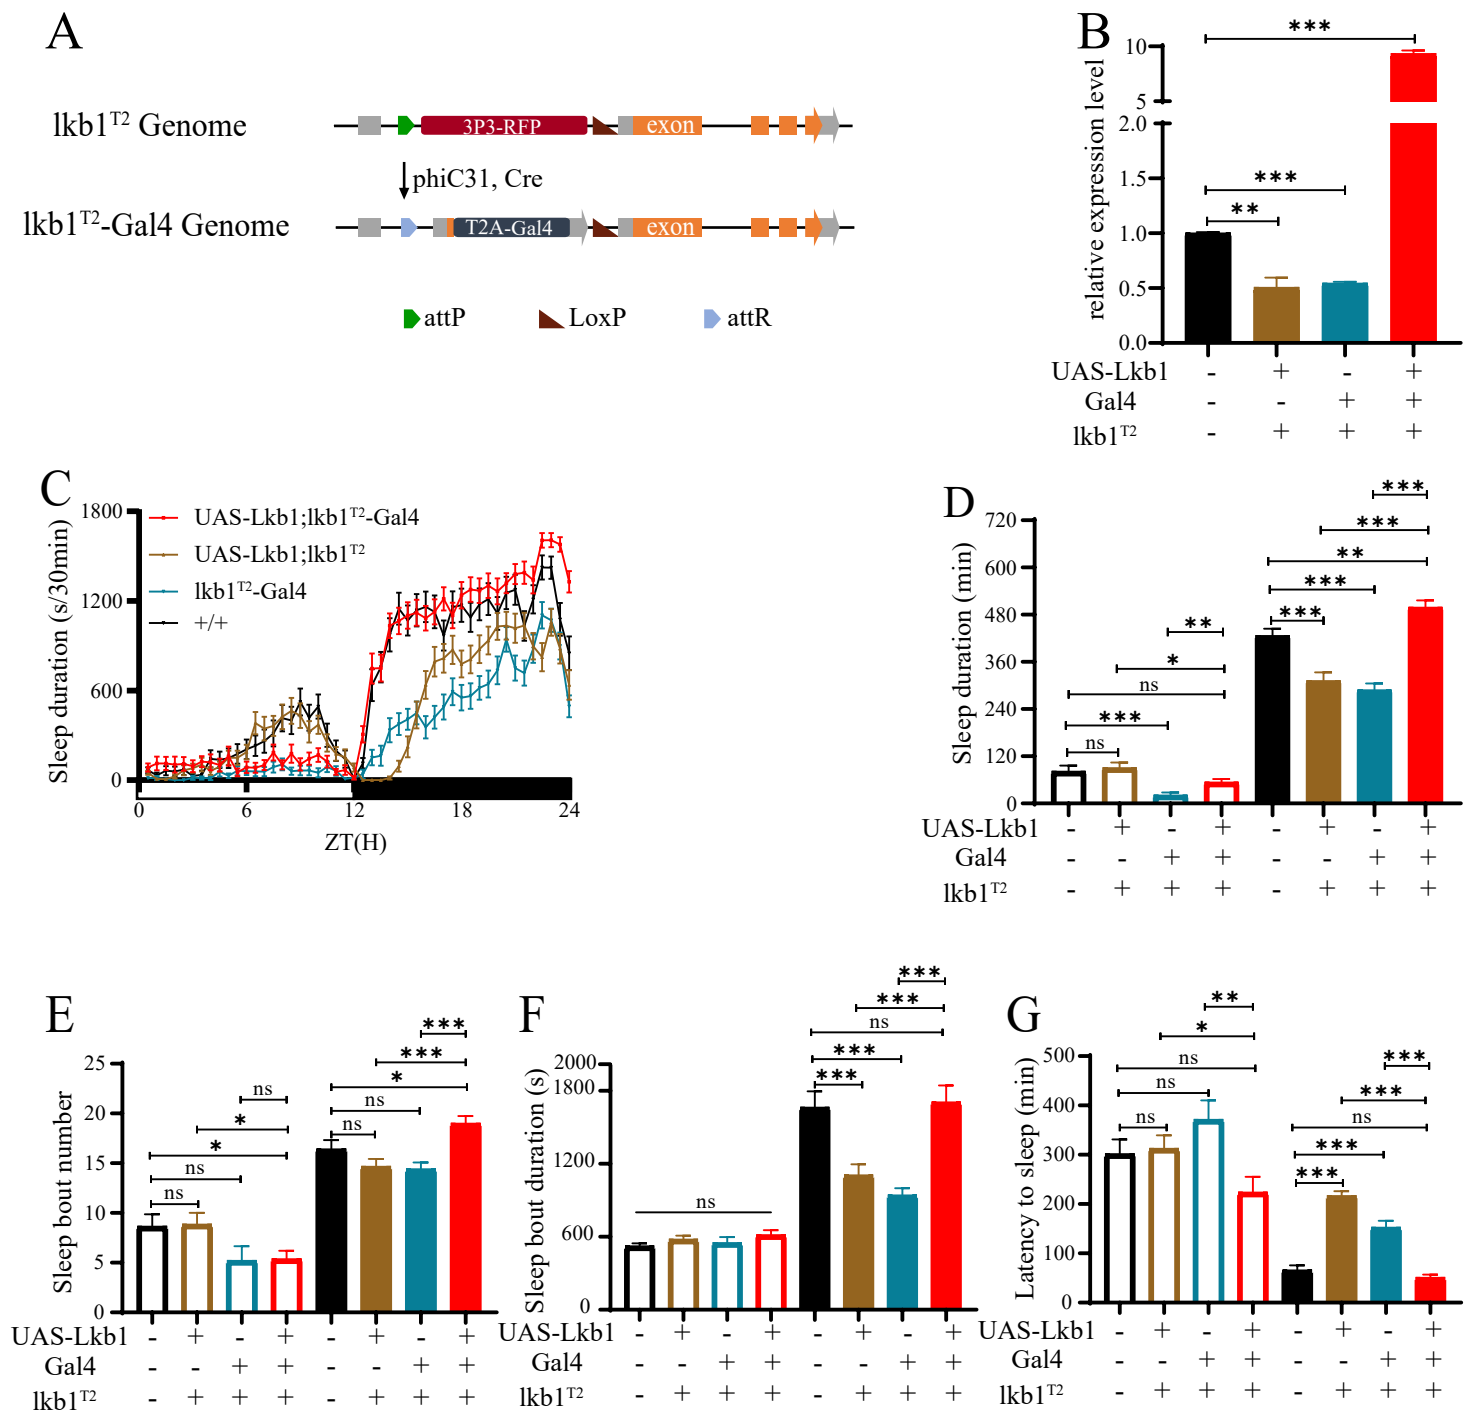 A
lkb1T2 Genome
3P3-RFP
exon
phiC31, Cre
lkb1T2-Gal4 Genome
T2A-Gal4
exon
attP
LoxP
attR
B
relative expression level
10
5
2.0
1.5
1.0
0.5
0.0
***
***
**
UAS-Lkb1 - + - +
Gal4 - - + +
lkb1T2 - + + +
C
Sleep duration (s/30min)
1800
1200
600
0
UAS-Lkb1;lkb1T2-Gal4
UAS-Lkb1;lkb1T2
lkb1T2-Gal4
+/+
0 6 12 18 24
ZT(H)
D
Sleep duration (min)
720
600
480
360
240
120
0
**
*
ns
***
ns
***
***
**
***
***
UAS-Lkb1 - + - + - + - +
Gal4 - - + + - - + +
lkb1T2 - + + + - + + +
E
Sleep bout number
25
20
15
10
5
0
ns
*
*
ns
ns
***
***
*
ns
ns
UAS-Lkb1 - + - + - + - +
Gal4 - - + + - - + +
lkb1T2 - + + + - + + +
F
Sleep bout duration (s)
2000
1800
1200
600
0
ns
***
***
ns
***
***
UAS-Lkb1 - + - + - + - +
Gal4 - - + + - - + +
lkb1T2 - + + + - + + +
G
Latency to sleep (min)
500
400
300
200
100
0
**
*
ns
ns
ns
***
***
ns
***
***
UAS-Lkb1 - + - + - + - +
Gal4 - - + + - - + +
lkb1T2 - + + + - + + +